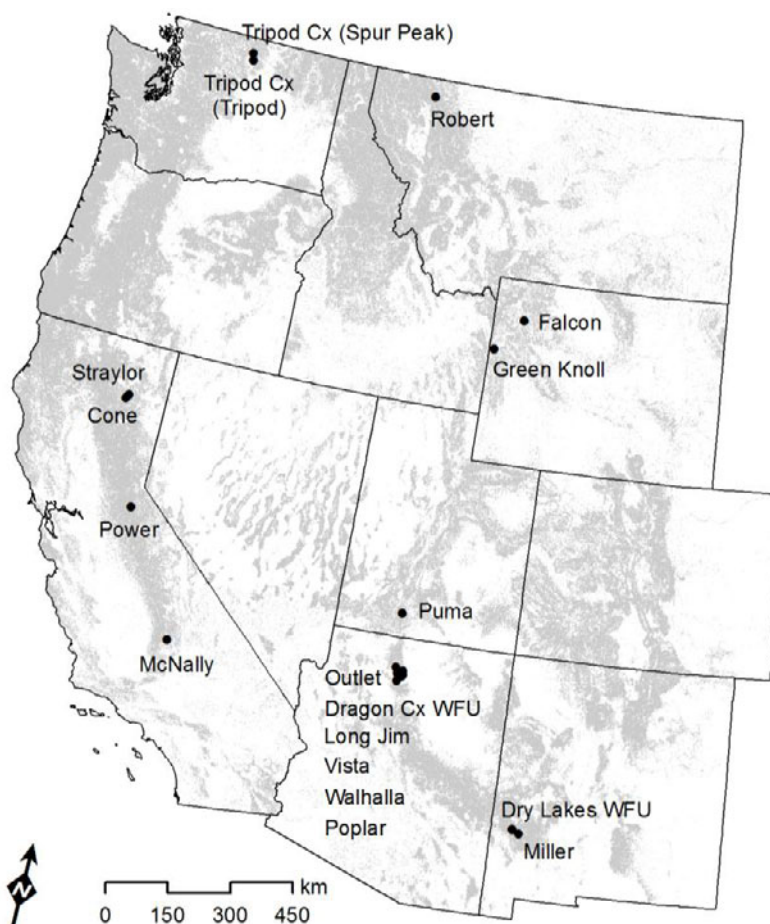 Tripod Cx (Spur Peak)
Tripod Cx
(Tripod)
Robert
Falcon
Green Knoll
Straylor
Cone
Power
McNally
Puma
Outlet
Dragon Cx WFU
Long Jim
Vista
Walhalla
Poplar
Dry Lakes WFU
Miller
N
km
0 150 300 450